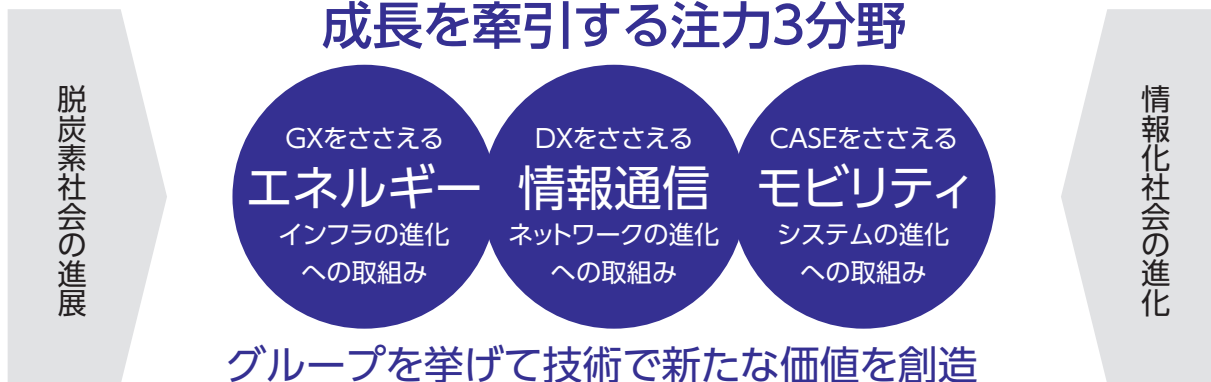 成長を牽引する注力3分野
脱炭素社会の進展
GXをささえる
エネルギー
インフラの進化
への取組み
DXをささえる
情報通信
ネットワークの進化
への取組み
CASEをささえる
モビリティ
システムの進化
への取組み
情報化社会の進化
グループを挙げて技術で新たな価値を創造